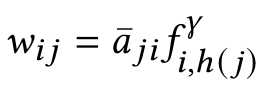 w_{ij} = \bar{a}_{ji} f_{i,h(j)}^{\gamma}